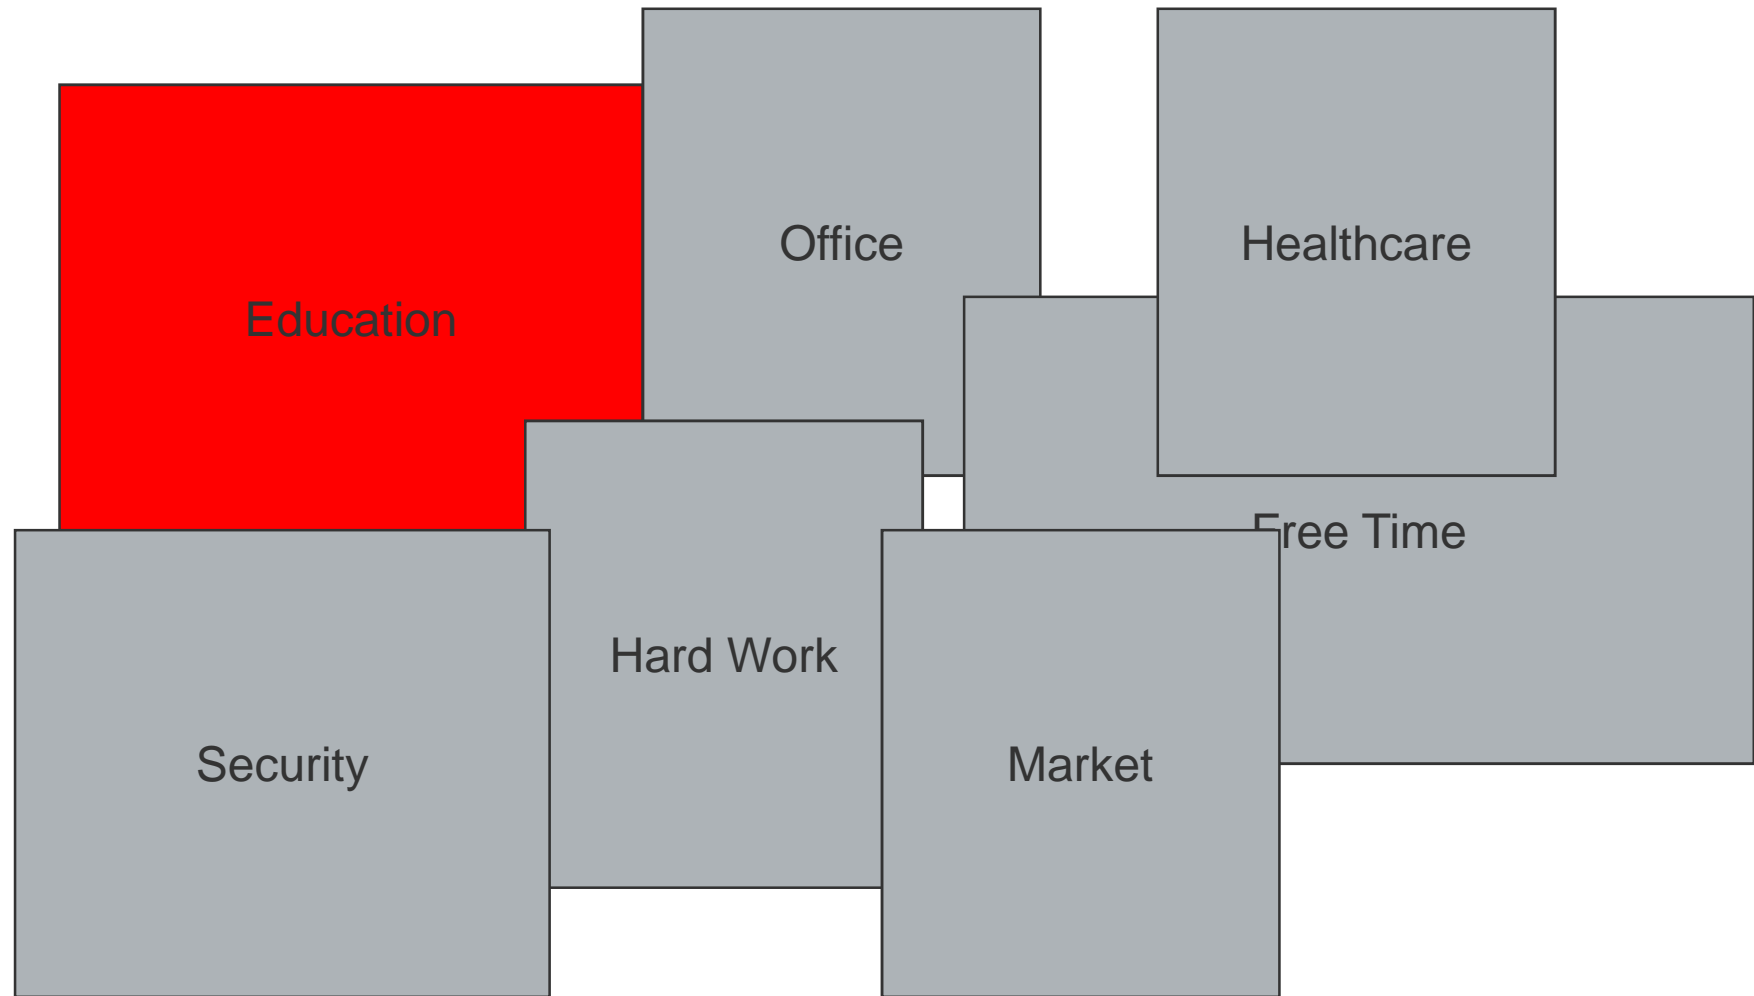 Office
Healthcare
Education
Free Time
Hard Work
Security
Market